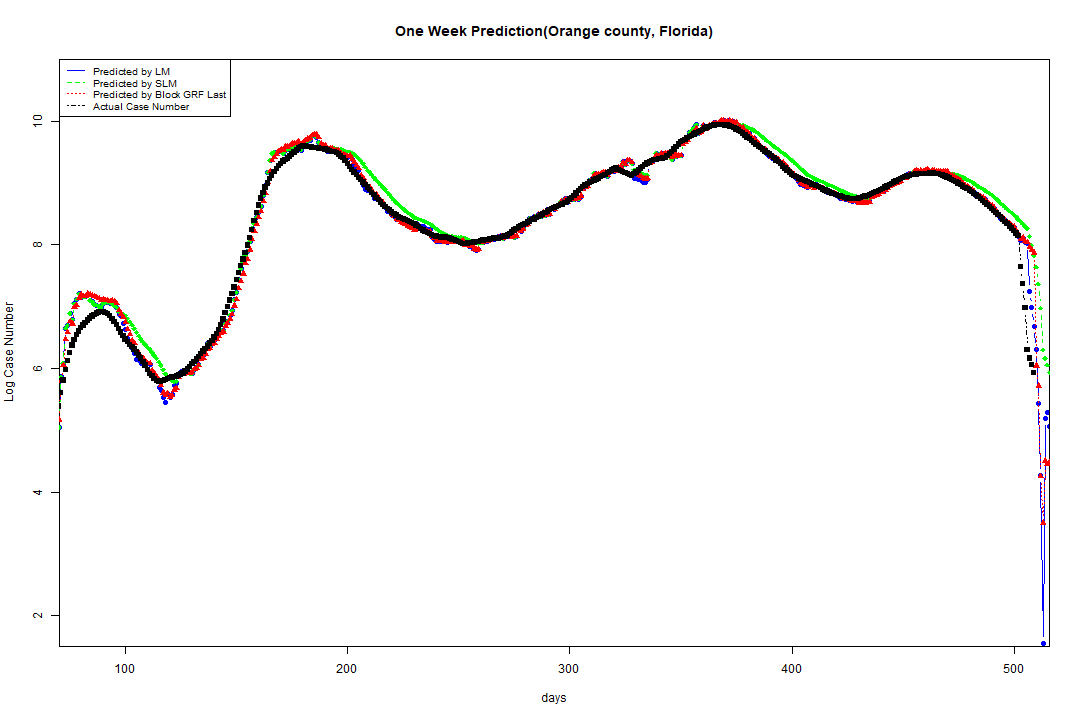 One Week Prediction(Orange county, Florida)
Predicted by LM
Predicted by SLM
Predicted by Block GRF Last
Actual Case Number
10
8
6
4
2
Log Case Number
100 200 300 400 500
days